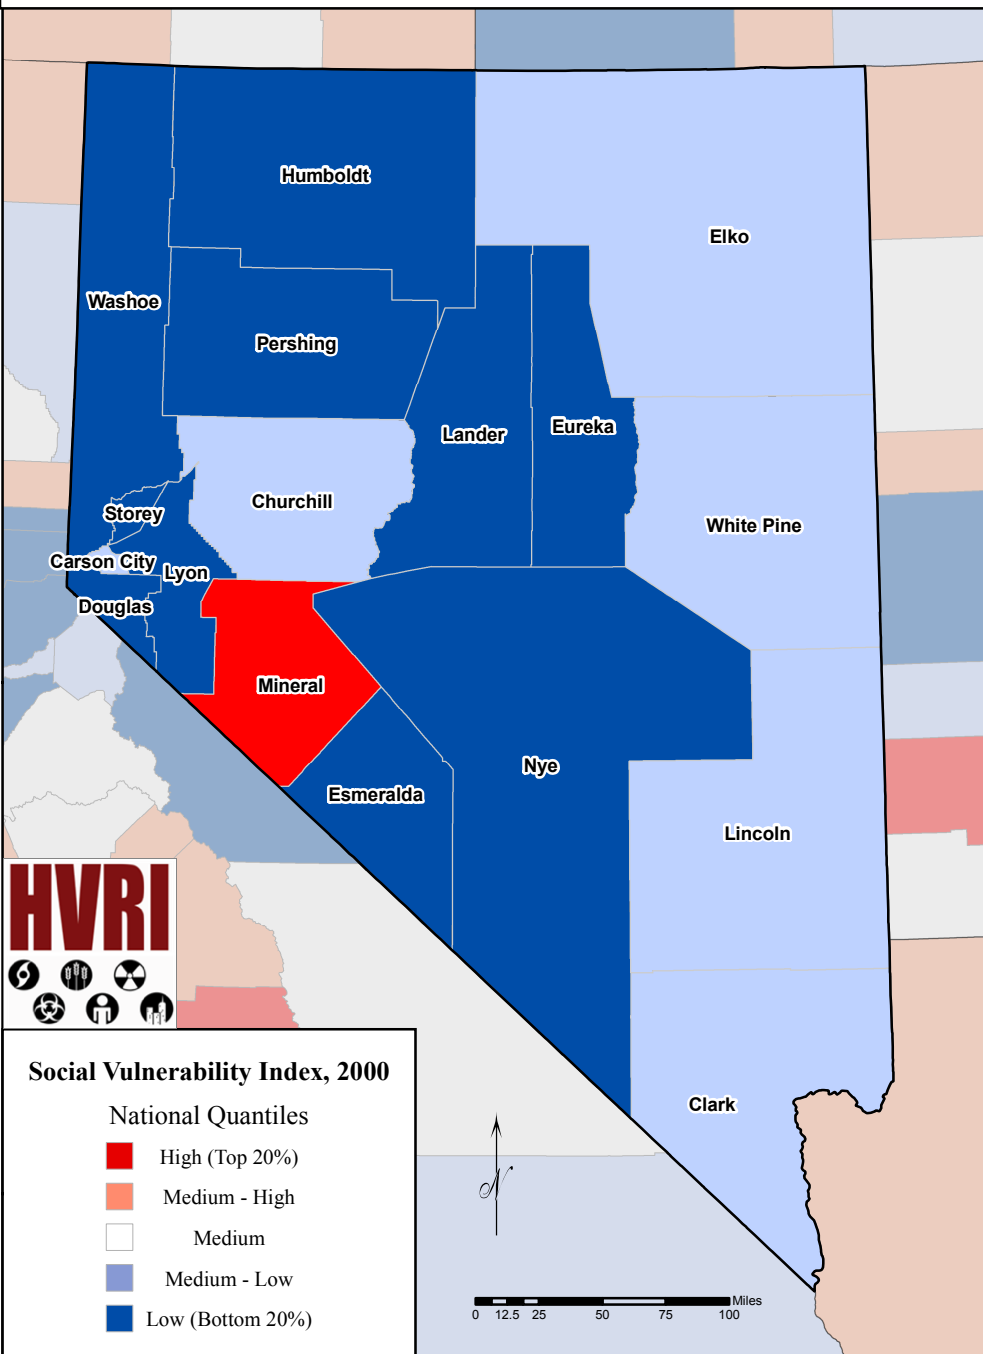 Humboldt
Elko
Washoe
Pershing
Lander
Eureka
Churchill
Storey
White Pine
Carson City
Lyon
Douglas
Mineral
Nye
Esmeralda
Lincoln
Clark
HVRI
Social Vulnerability Index, 2000
National Quantiles
High (Top 20%)
Medium - High
Medium
Medium - Low
Low (Bottom 20%)
N
Miles
0 12.5 25 50 75 100